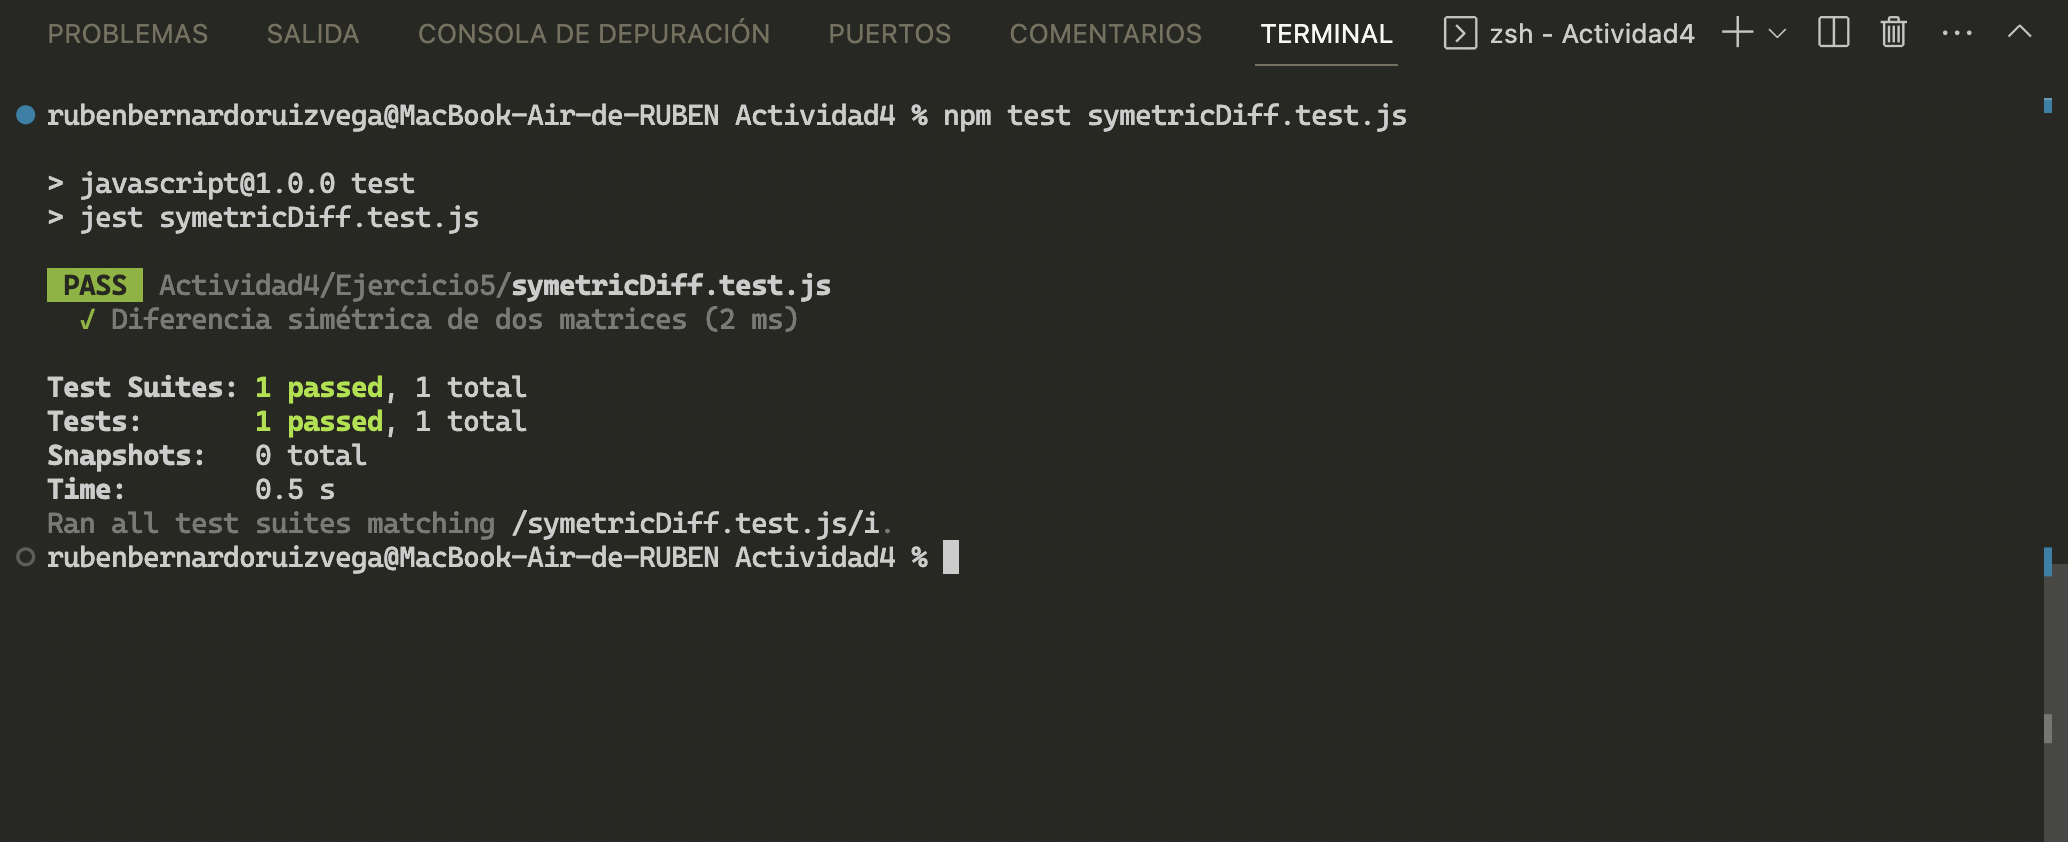 PROBLEMAS SALIDA CONSOLA DE DEPURACIÓN PUERTOS COMENTARIOS TERMINAL zsh - Actividad4
rubenbernardoruizvega@MacBook-Air-de-RUBEN Actividad4 % npm test symetricDiff.test.js
> javascript@1.0.0 test
> jest symetricDiff.test.js
PASS Actividad4/Ejercicio5/symetricDiff.test.js
✓ Diferencia simétrica de dos matrices (2 ms)
Test Suites: 1 passed, 1 total
Tests: 1 passed, 1 total
Snapshots: 0 total
Time: 0.5 s
Ran all test suites matching /symetricDiff.test.js/i.
rubenbernardoruizvega@MacBook-Air-de-RUBEN Actividad4 %